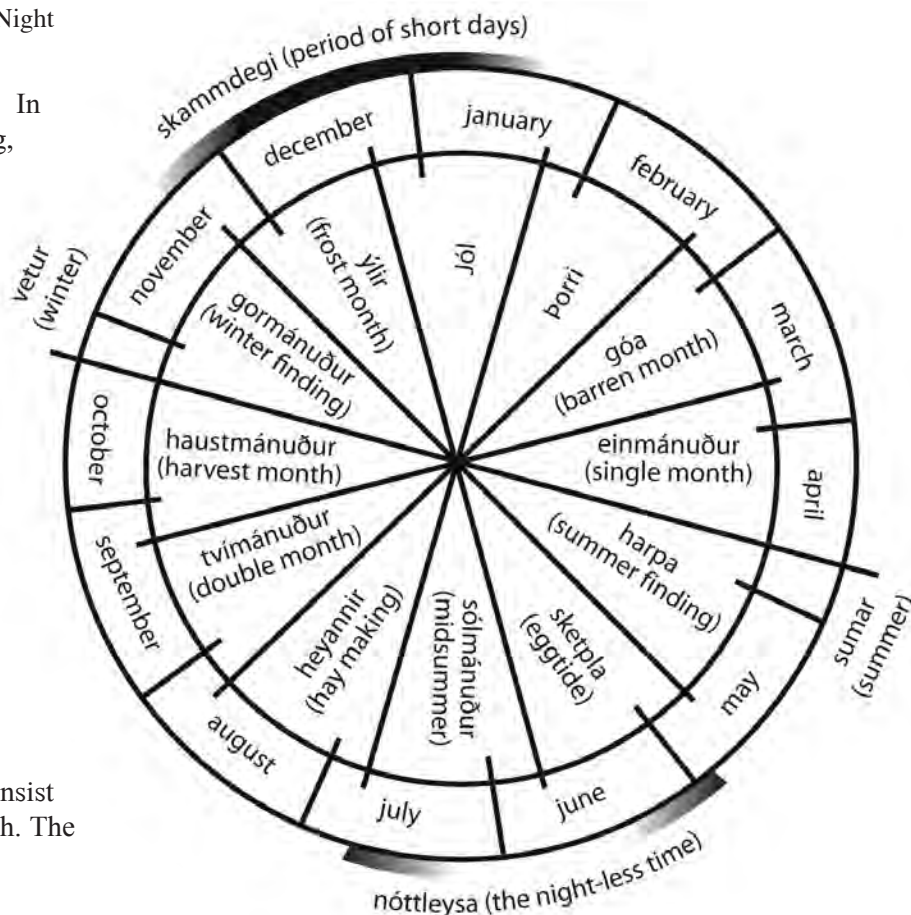 Night
In
g,
nsist
h. The
skammdegi (period of short days)
january
february
march
april
may
june
july
august
september
october
november
december
vetur
(winter)
sumar
(summer)
nóttleysa (the night-less time)
þorri
góa
(barren month)
einmánuður
(single month)
harpa
(summer finding)
sketpla
(eggtide)
sólmánuður
(midsummer)
heyannir
(hay making)
tvímánuður
(double month)
haustmánuður
(harvest month)
gormánuður
(winter finding)
ýlir
(frost month)